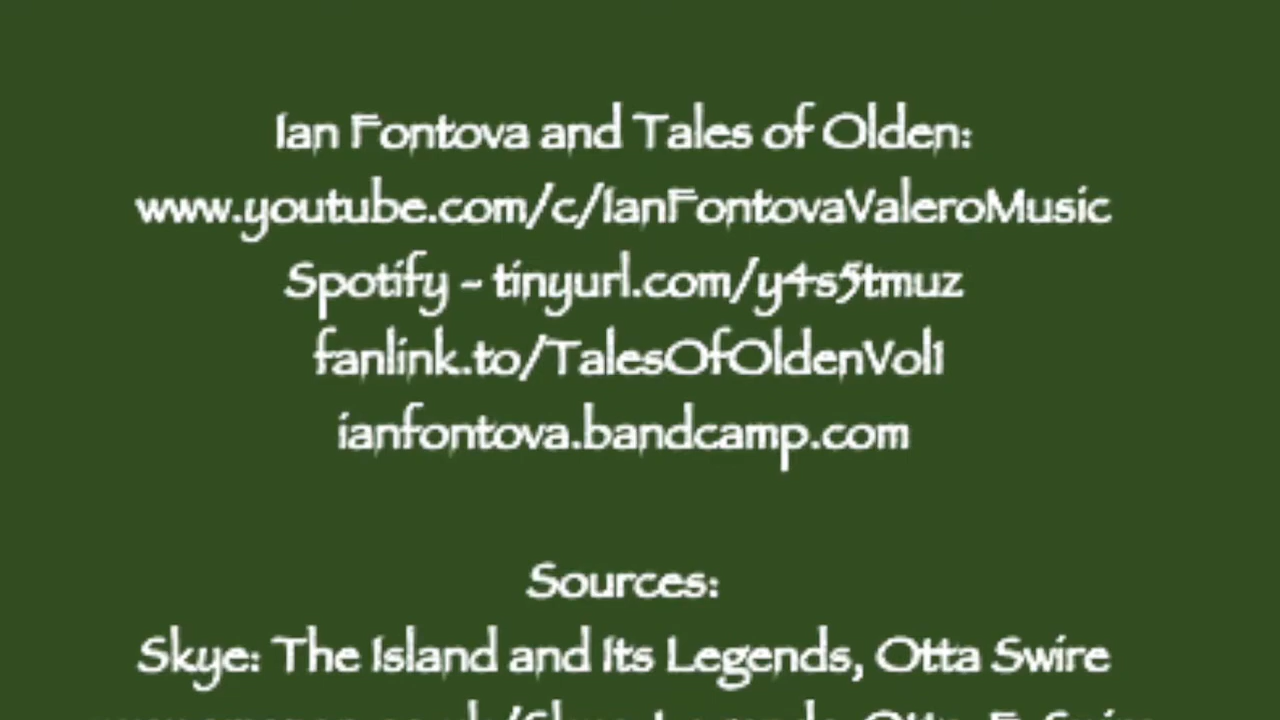 Ian Fontova and Tales of Olden:
www.youtube.com/c/IanFontovaValeroMusic
Spotify - tinyurl.com/y4s5tmuz
fanlink.to/TalesOfOldenVol1
ianfontova.bandcamp.com
Sources:
Skye: The Island and Its Legends, Otta Swire